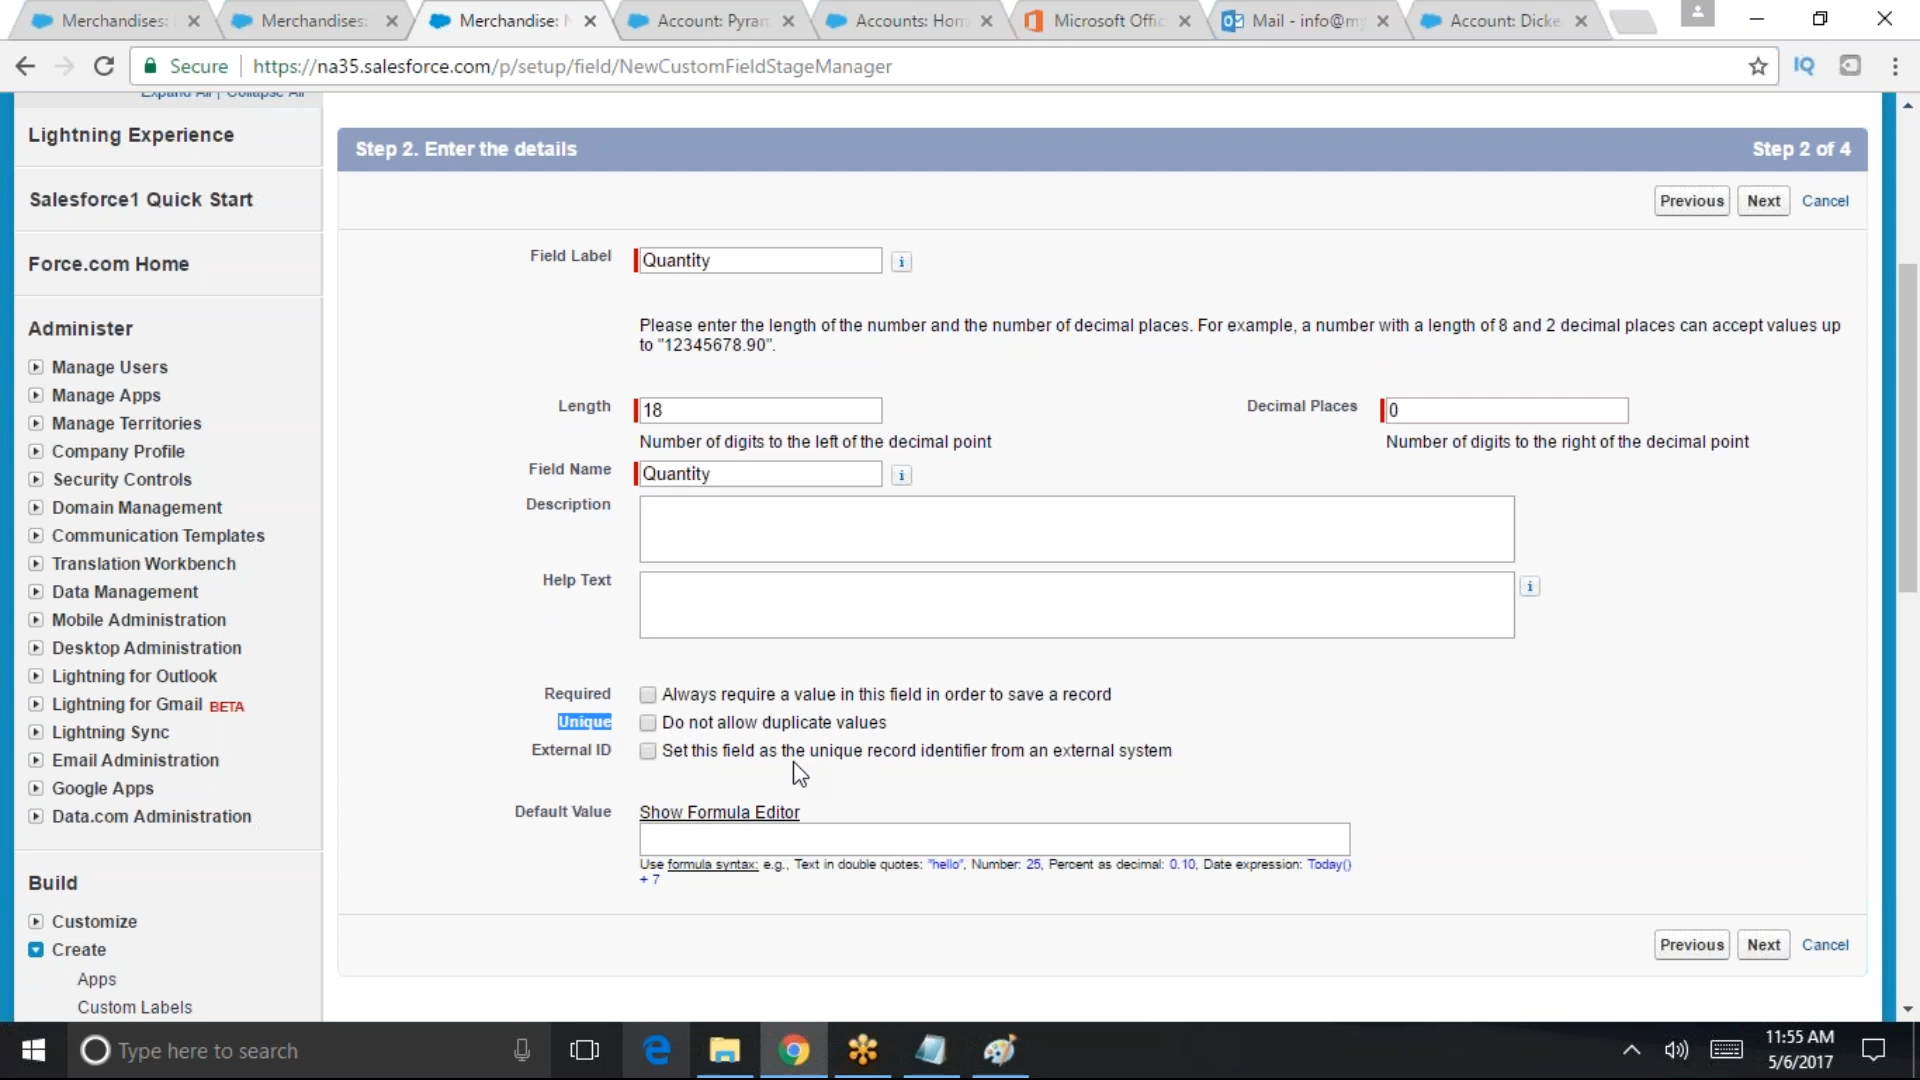 Merchandises:
Merchandises:
Merchandise: N
Account: Pyram
Accounts: Hom
Microsoft Offic
Mail - info@my
Account: Dicke
Secure
https://na35.salesforce.com/p/setup/field/NewCustomFieldStageManager
IQ
Expand All | Collapse All
Lightning Experience
Salesforce1 Quick Start
Force.com Home
Administer
Manage Users
Manage Apps
Manage Territories
Company Profile
Security Controls
Domain Management
Communication Templates
Translation Workbench
Data Management
Mobile Administration
Desktop Administration
Lightning for Outlook
Lightning for Gmail BETA
Lightning Sync
Email Administration
Google Apps
Data.com Administration
Build
Customize
Create
Apps
Custom Labels
Step 2. Enter the details
Step 2 of 4
Previous
Next
Cancel
Field Label
Quantity
Please enter the length of the number and the number of decimal places. For example, a number with a length of 8 and 2 decimal places can accept values up
to "12345678.90".
Length
18
Decimal Places
0
Number of digits to the left of the decimal point
Number of digits to the right of the decimal point
Field Name
Quantity
Description
Help Text
Required
Always require a value in this field in order to save a record
Unique
Do not allow duplicate values
External ID
Set this field as the unique record identifier from an external system
Default Value
Show Formula Editor
Use formula syntax: e.g., Text in double quotes: "hello", Number: 25, Percent as decimal: 0.10, Date expression: Today()
+ 7
Previous
Next
Cancel
Type here to search
11:55 AM
5/6/2017